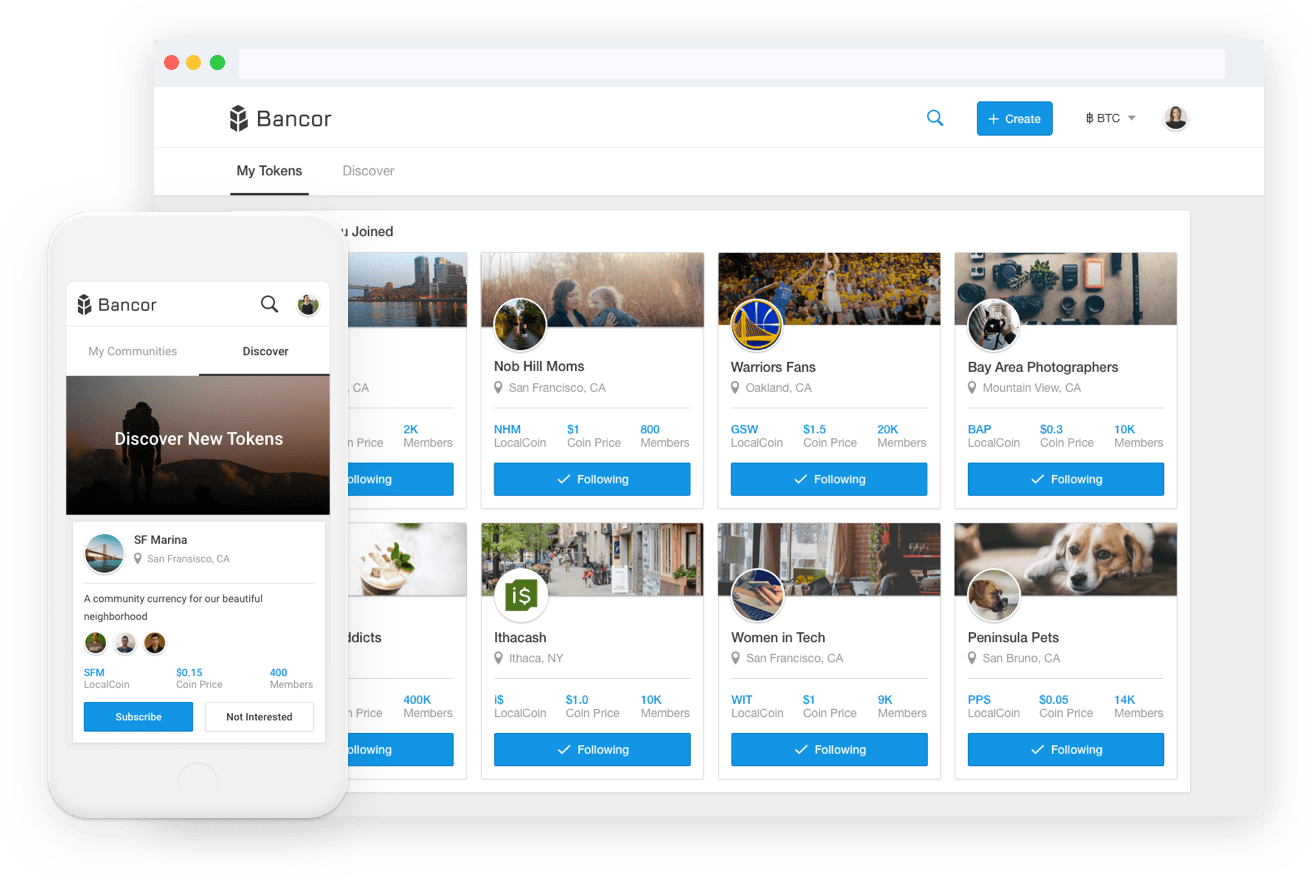 Bancor
+ Create
฿ BTC
My Tokens
Discover
u Joined
, CA
n Price
2K
Members
ollowing
Nob Hill Moms
San Francisco, CA
NHM
LocalCoin
$1
Coin Price
800
Members
Following
Warriors Fans
Oakland, CA
GSW
LocalCoin
$1.5
Coin Price
20K
Members
Following
Bay Area Photographers
Mountain View, CA
BAP
LocalCoin
$0.3
Coin Price
10K
Members
Following
ddicts
n Price
400K
Members
ollowing
i$
Ithacash
Ithaca, NY
i$
LocalCoin
$1.0
Coin Price
10K
Members
Following
Women in Tech
San Francisco, CA
WIT
LocalCoin
$1
Coin Price
9K
Members
Following
Peninsula Pets
San Bruno, CA
PPS
LocalCoin
$0.05
Coin Price
14K
Members
Following
Bancor
My Communities
Discover
Discover New Tokens
SF Marina
San Fransisco, CA
A community currency for our beautiful
neighborhood
SFM
LocalCoin
$0.15
Coin Price
400
Members
Subscribe
Not Interested